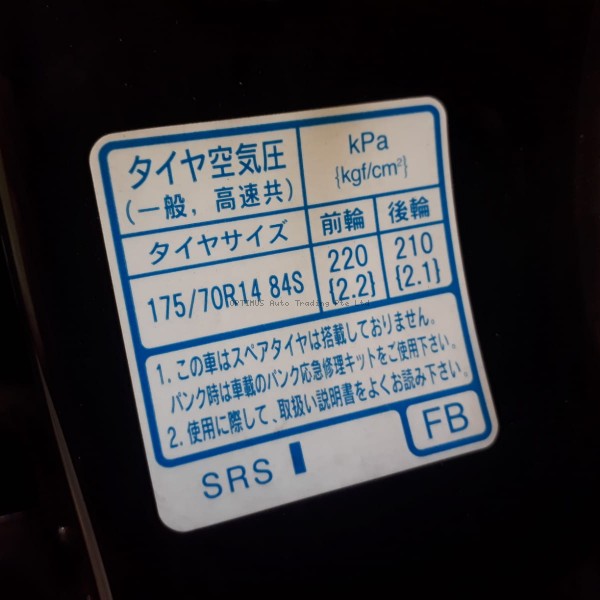 タイヤ空気圧
(一般, 高速共)
kPa
{kgf/cm²}
タイヤサイズ
前輪
後輪
175/70R14 84S
220
{2.2}
210
{2.1}
OPTIMUS Auto Trading Pte Ltd
1. この車はスペアタイヤは搭載しておりません。
パンク時は車載のパンク応急修理キットをご使用下さい。
2. 使用に際して、取扱い説明書をよくお読み下さい。
SRS
FB